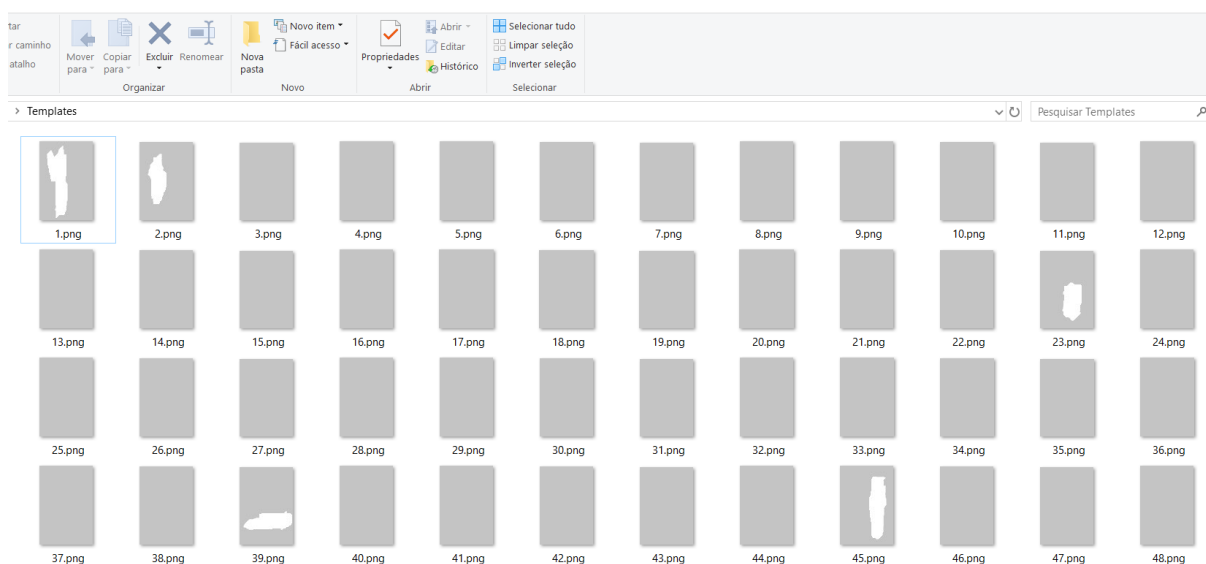 tar
r caminho
atalho
Mover para
Copiar para
Excluir
Renomear
Organizar
Nova pasta
Novo item
Fácil acesso
Novo
Propriedades
Abrir
Editar
Histórico
Abrir
Selecionar tudo
Limpar seleção
Inverter seleção
Selecionar
Templates
Pesquisar Templates
1.png 2.png 3.png 4.png 5.png 6.png 7.png 8.png 9.png 10.png 11.png 12.png
13.png 14.png 15.png 16.png 17.png 18.png 19.png 20.png 21.png 22.png 23.png 24.png
25.png 26.png 27.png 28.png 29.png 30.png 31.png 32.png 33.png 34.png 35.png 36.png
37.png 38.png 39.png 40.png 41.png 42.png 43.png 44.png 45.png 46.png 47.png 48.png